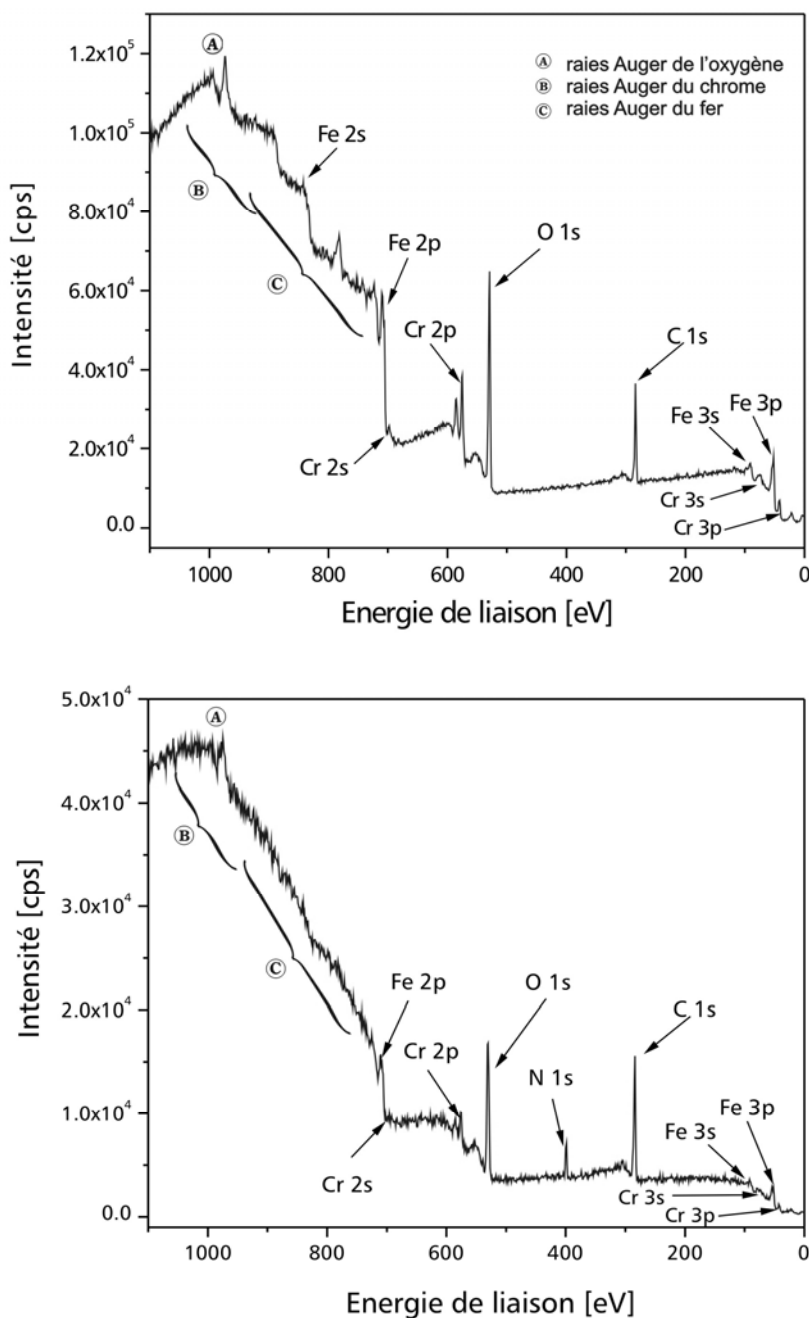 1.2x10⁵
1.0x10⁵
8.0x10⁴
6.0x10⁴
4.0x10⁴
2.0x10⁴
0.0
Intensité [cps]
A
B
C
A raies Auger de l'oxygène
B raies Auger du chrome
C raies Auger du fer
Fe 2s
Fe 2p
O 1s
Cr 2p
C 1s
Fe 3p
Fe 3s
Cr 2s
Cr 3s
Cr 3p
1000 800 600 400 200 0
Energie de liaison [eV]
5.0x10⁴
4.0x10⁴
3.0x10⁴
2.0x10⁴
1.0x10⁴
0.0
Intensité [cps]
A
B
C
Fe 2p
O 1s
C 1s
Cr 2p
N 1s
Fe 3p
Fe 3s
Cr 2s
Cr 3s
Cr 3p
1000 800 600 400 200 0
Energie de liaison [eV]